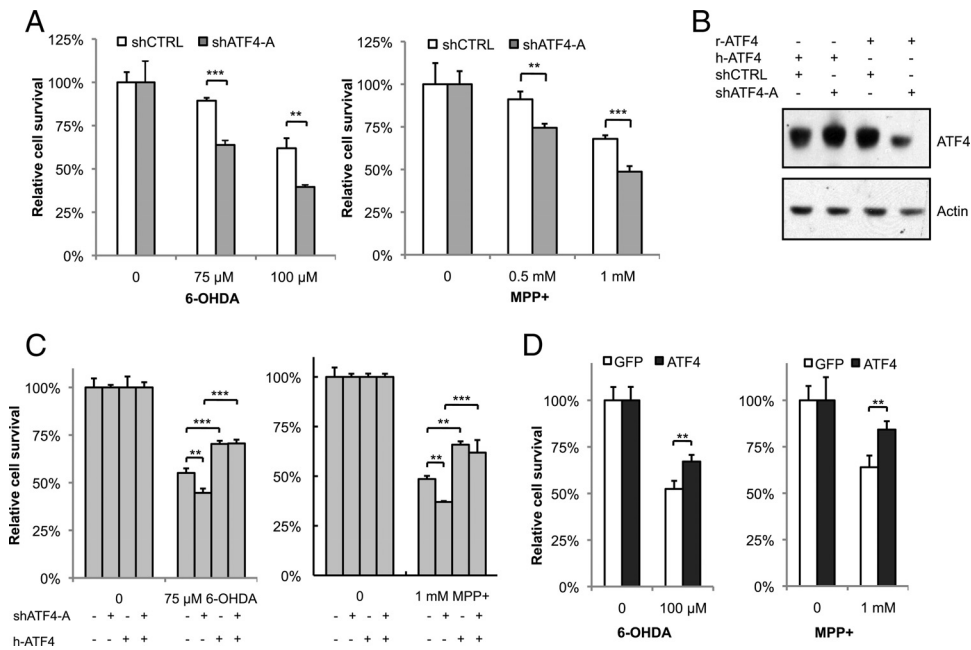 A
shCTRL shATF4-A
125%
100%
75%
50%
25%
0%
Relative cell survival
*** **
0 75 µM 100 µM
6-OHDA
shCTRL shATF4-A
125%
100%
75%
50%
25%
0%
Relative cell survival
** ***
0 0.5 mM 1 mM
MPP+
B
r-ATF4 - - + +
h-ATF4 + + - -
shCTRL + - + -
shATF4-A - + - +
ATF4
Actin
C
100%
75%
50%
25%
0%
Relative cell survival
***
***
**
0 75 µM 6-OHDA
shATF4-A - + - + - + - +
h-ATF4 - - + + - - + +
100%
75%
50%
25%
0%
***
**
**
0 1 mM MPP+
- + - + - + - +
- - + + - - + +
D
GFP ATF4
100%
75%
50%
25%
0%
Relative cell survival
**
0 100 µM
6-OHDA
GFP ATF4
100%
75%
50%
25%
0%
**
0 1 mM
MPP+